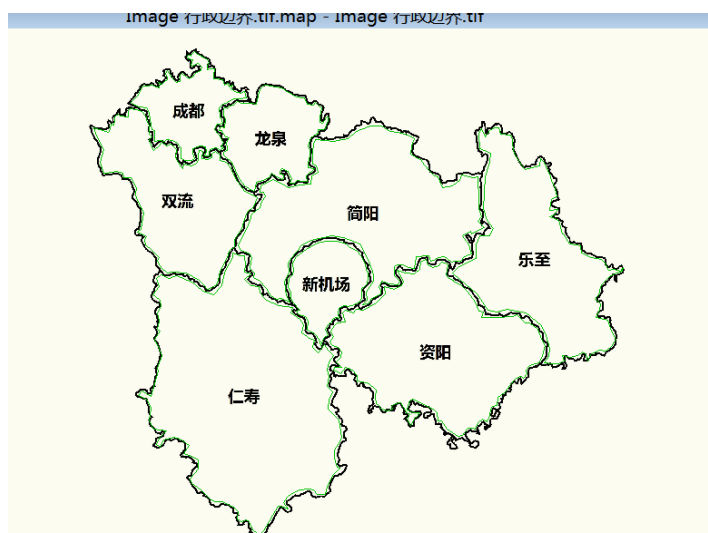 Image 行政边界.tif.map - Image 行政边界.tif
成都
龙泉
双流
简阳
乐至
新机场
资阳
仁寿